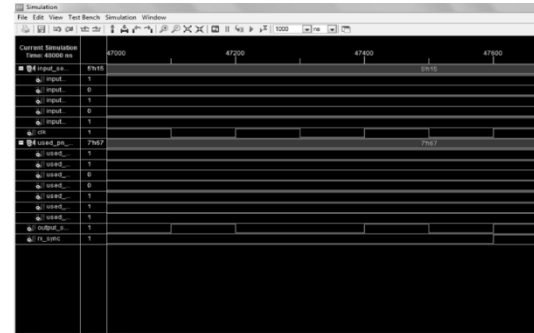 Simulation
File Edit View Test Bench Simulation Window
1000 ns
Current Simulation
Time: 48000 ns
47000 47200 47400 47600
input_se... 5'h15 5'h15
input... 1
input... 0
input... 1
input... 0
input... 1
clk 1
used_pn_... 7'h67 7'h67
used_... 1
used_... 1
used_... 0
used_... 0
used_... 1
used_... 1
used_... 1
output_s... 1
rx_sync 1